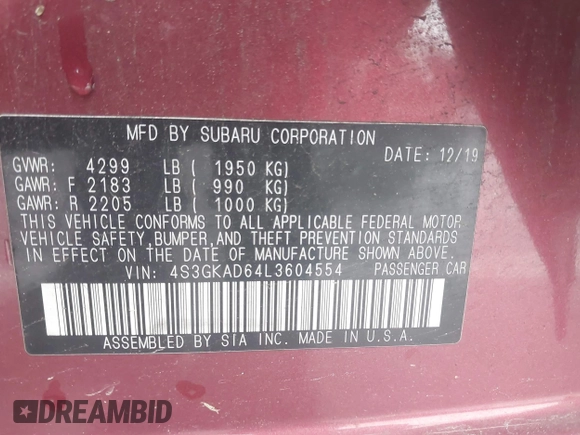 MFD BY SUBARU CORPORATION
GVWR: 4299 LB ( 1950 KG) DATE: 12/19
GAWR: F 2183 LB ( 990 KG)
GAWR: R 2205 LB ( 1000 KG)
THIS VEHICLE CONFORMS TO ALL APPLICABLE FEDERAL MOTOR
VEHICLE SAFETY, BUMPER, AND THEFT PREVENTION STANDARDS
IN EFFECT ON THE DATE OF MANUFACTURE SHOWN ABOVE.
VIN: 4S3GKAD64L3604554 PASSENGER CAR
ASSEMBLED BY SIA INC. MADE IN U.S.A.
DREAMBID